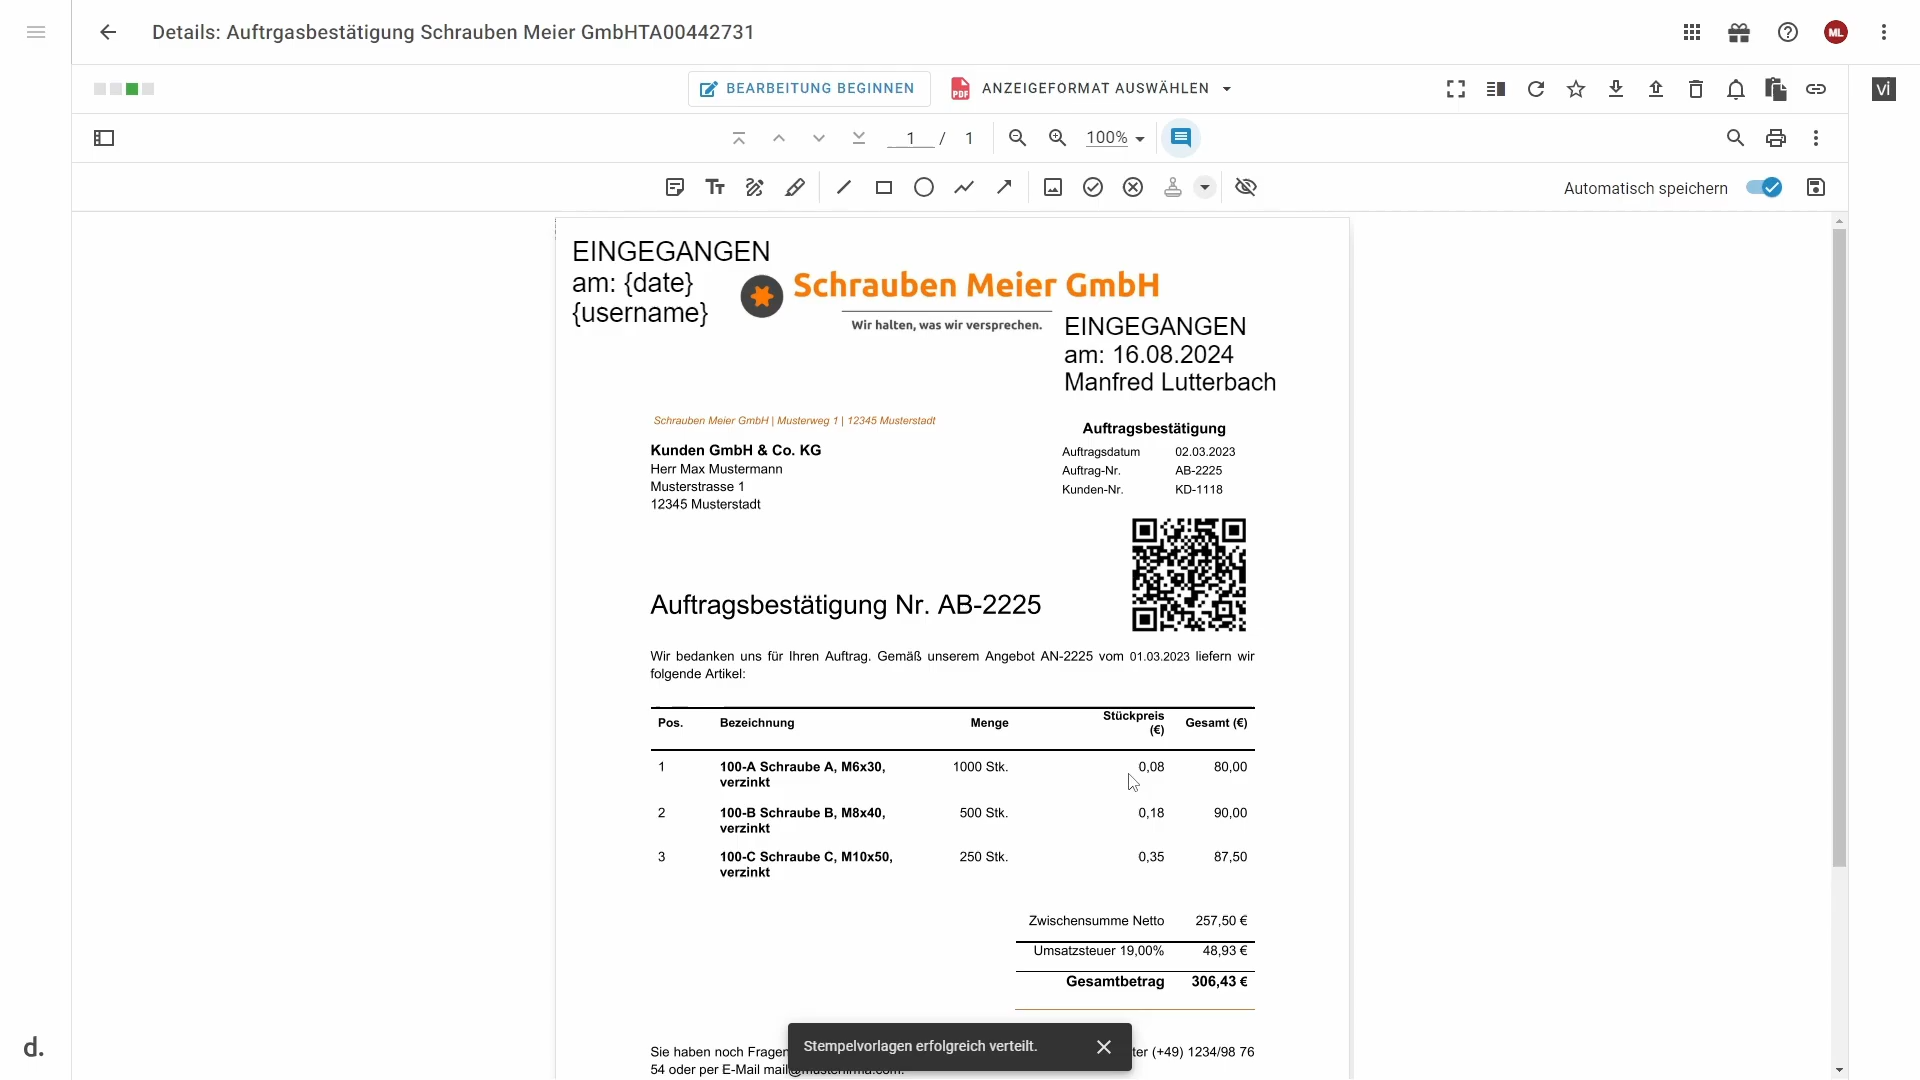 Details: Auftrgasbestätigung Schrauben Meier GmbHTA00442731
ML
BEARBEITUNG BEGINNEN
PDF
ANZEIGEFORMAT AUSWÄHLEN
vi
1 / 1
100%
Tт
Automatisch speichern
EINGEGANGEN
am: {date}
{username}
Schrauben Meier GmbH
Wir halten, was wir versprechen.
EINGEGANGEN
am: 16.08.2024
Manfred Lutterbach
Schrauben Meier GmbH | Musterweg 1 | 12345 Musterstadt
Auftragsbestätigung
Kunden GmbH & Co. KG
Herr Max Mustermann
Musterstrasse 1
12345 Musterstadt
Auftragsdatum 02.03.2023
Auftrag-Nr. AB-2225
Kunden-Nr. KD-1118
Auftragsbestätigung Nr. AB-2225
Wir bedanken uns für Ihren Auftrag. Gemäß unserem Angebot AN-2225 vom 01.03.2023 liefern wir
folgende Artikel:
Pos. Bezeichnung Menge Stückpreis (€) Gesamt (€)
1 100-A Schraube A, M6x30, 1000 Stk. 0,08 80,00
verzinkt
2 100-B Schraube B, M8x40, 500 Stk. 0,18 90,00
verzinkt
3 100-C Schraube C, M10x50, 250 Stk. 0,35 87,50
verzinkt
Zwischensumme Netto 257,50 €
Umsatzsteuer 19,00% 48,93 €
Gesamtbetrag 306,43 €
Stempelvorlagen erfolgreich verteilt.
Sie haben noch Fragen ter (+49) 1234/98 76
54 oder per E-Mail mail@musterfirma.com.
d.